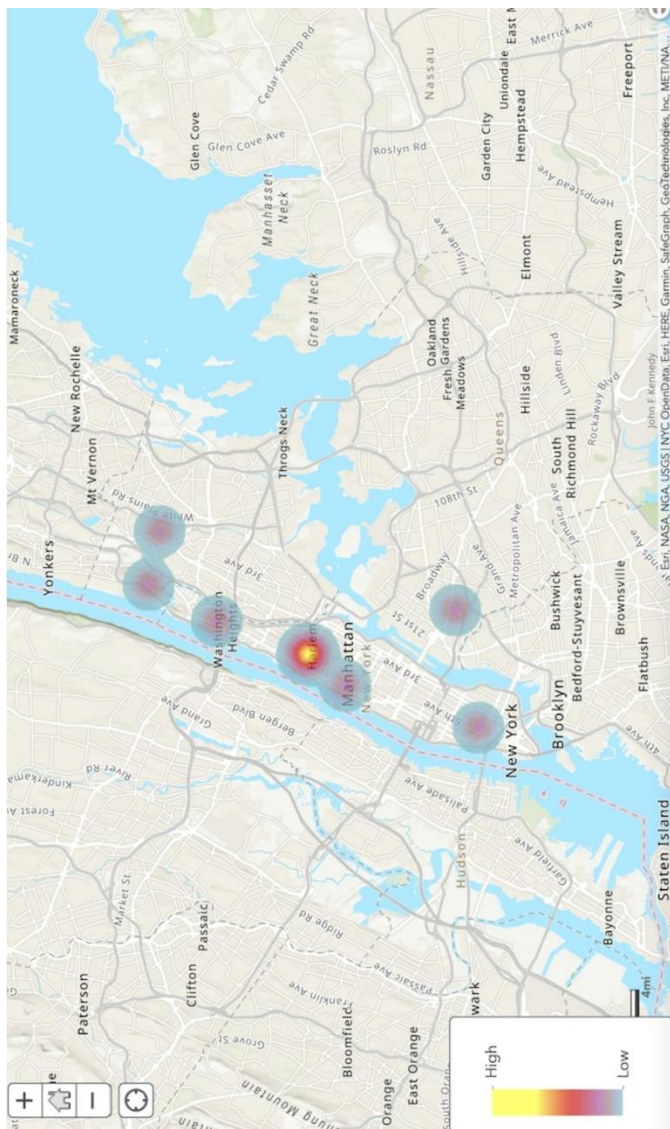 +
−
Paterson
Mamaroneck
Yonkers
New Rochelle
Kinderkama
River Rd
Forest Av
N Br
Mt Vernon
White Plains Rd
Market St
Clifton
Passaic
Grand Ave
Washington
Heights
Glen Cove
Cedar Swamp Rd
Glen Cove Ave
Grove St
Bergen Blvd
3rd Ave
Throgs Neck
Manhasset
Neck
Great Neck
Harlem
Franklin Ave
Ridge Rd
Bloomfield
Manhattan
New York
Passaic Ave
Orange
East Orange
South Oran
wark
3rd Ave
21st St
Broadway
108th St
Roslyn Rd
Nassau
Oakland
Gardens
Fresh
Meadows
Palisade Ave
Hudson
Grand Ave
Metropolitan Ave
Queens
Hillside Ave
Garden City
Uniondale
East M
Hempstead
Merrick Ave
New York
Garfield Ave
Hillside
Elmont
Jamaica Ave
South
Richmond Hill
Linden Blvd
Brooklyn
Bushwick
Bedford-Stuyvesant
Hempstead Ave
Rockaway Blvd
Bayonne
Brownsville
Valley Stream
Freeport
4th Ave
Flatbush
John F Kennedy
Staten Island
4mi
High
Low
Esri, NASA, NGA, USGS | NYC OpenData, Esri, HERE, Garmin, SafeGraph, GeoTechnologies, Inc, METI/NA...